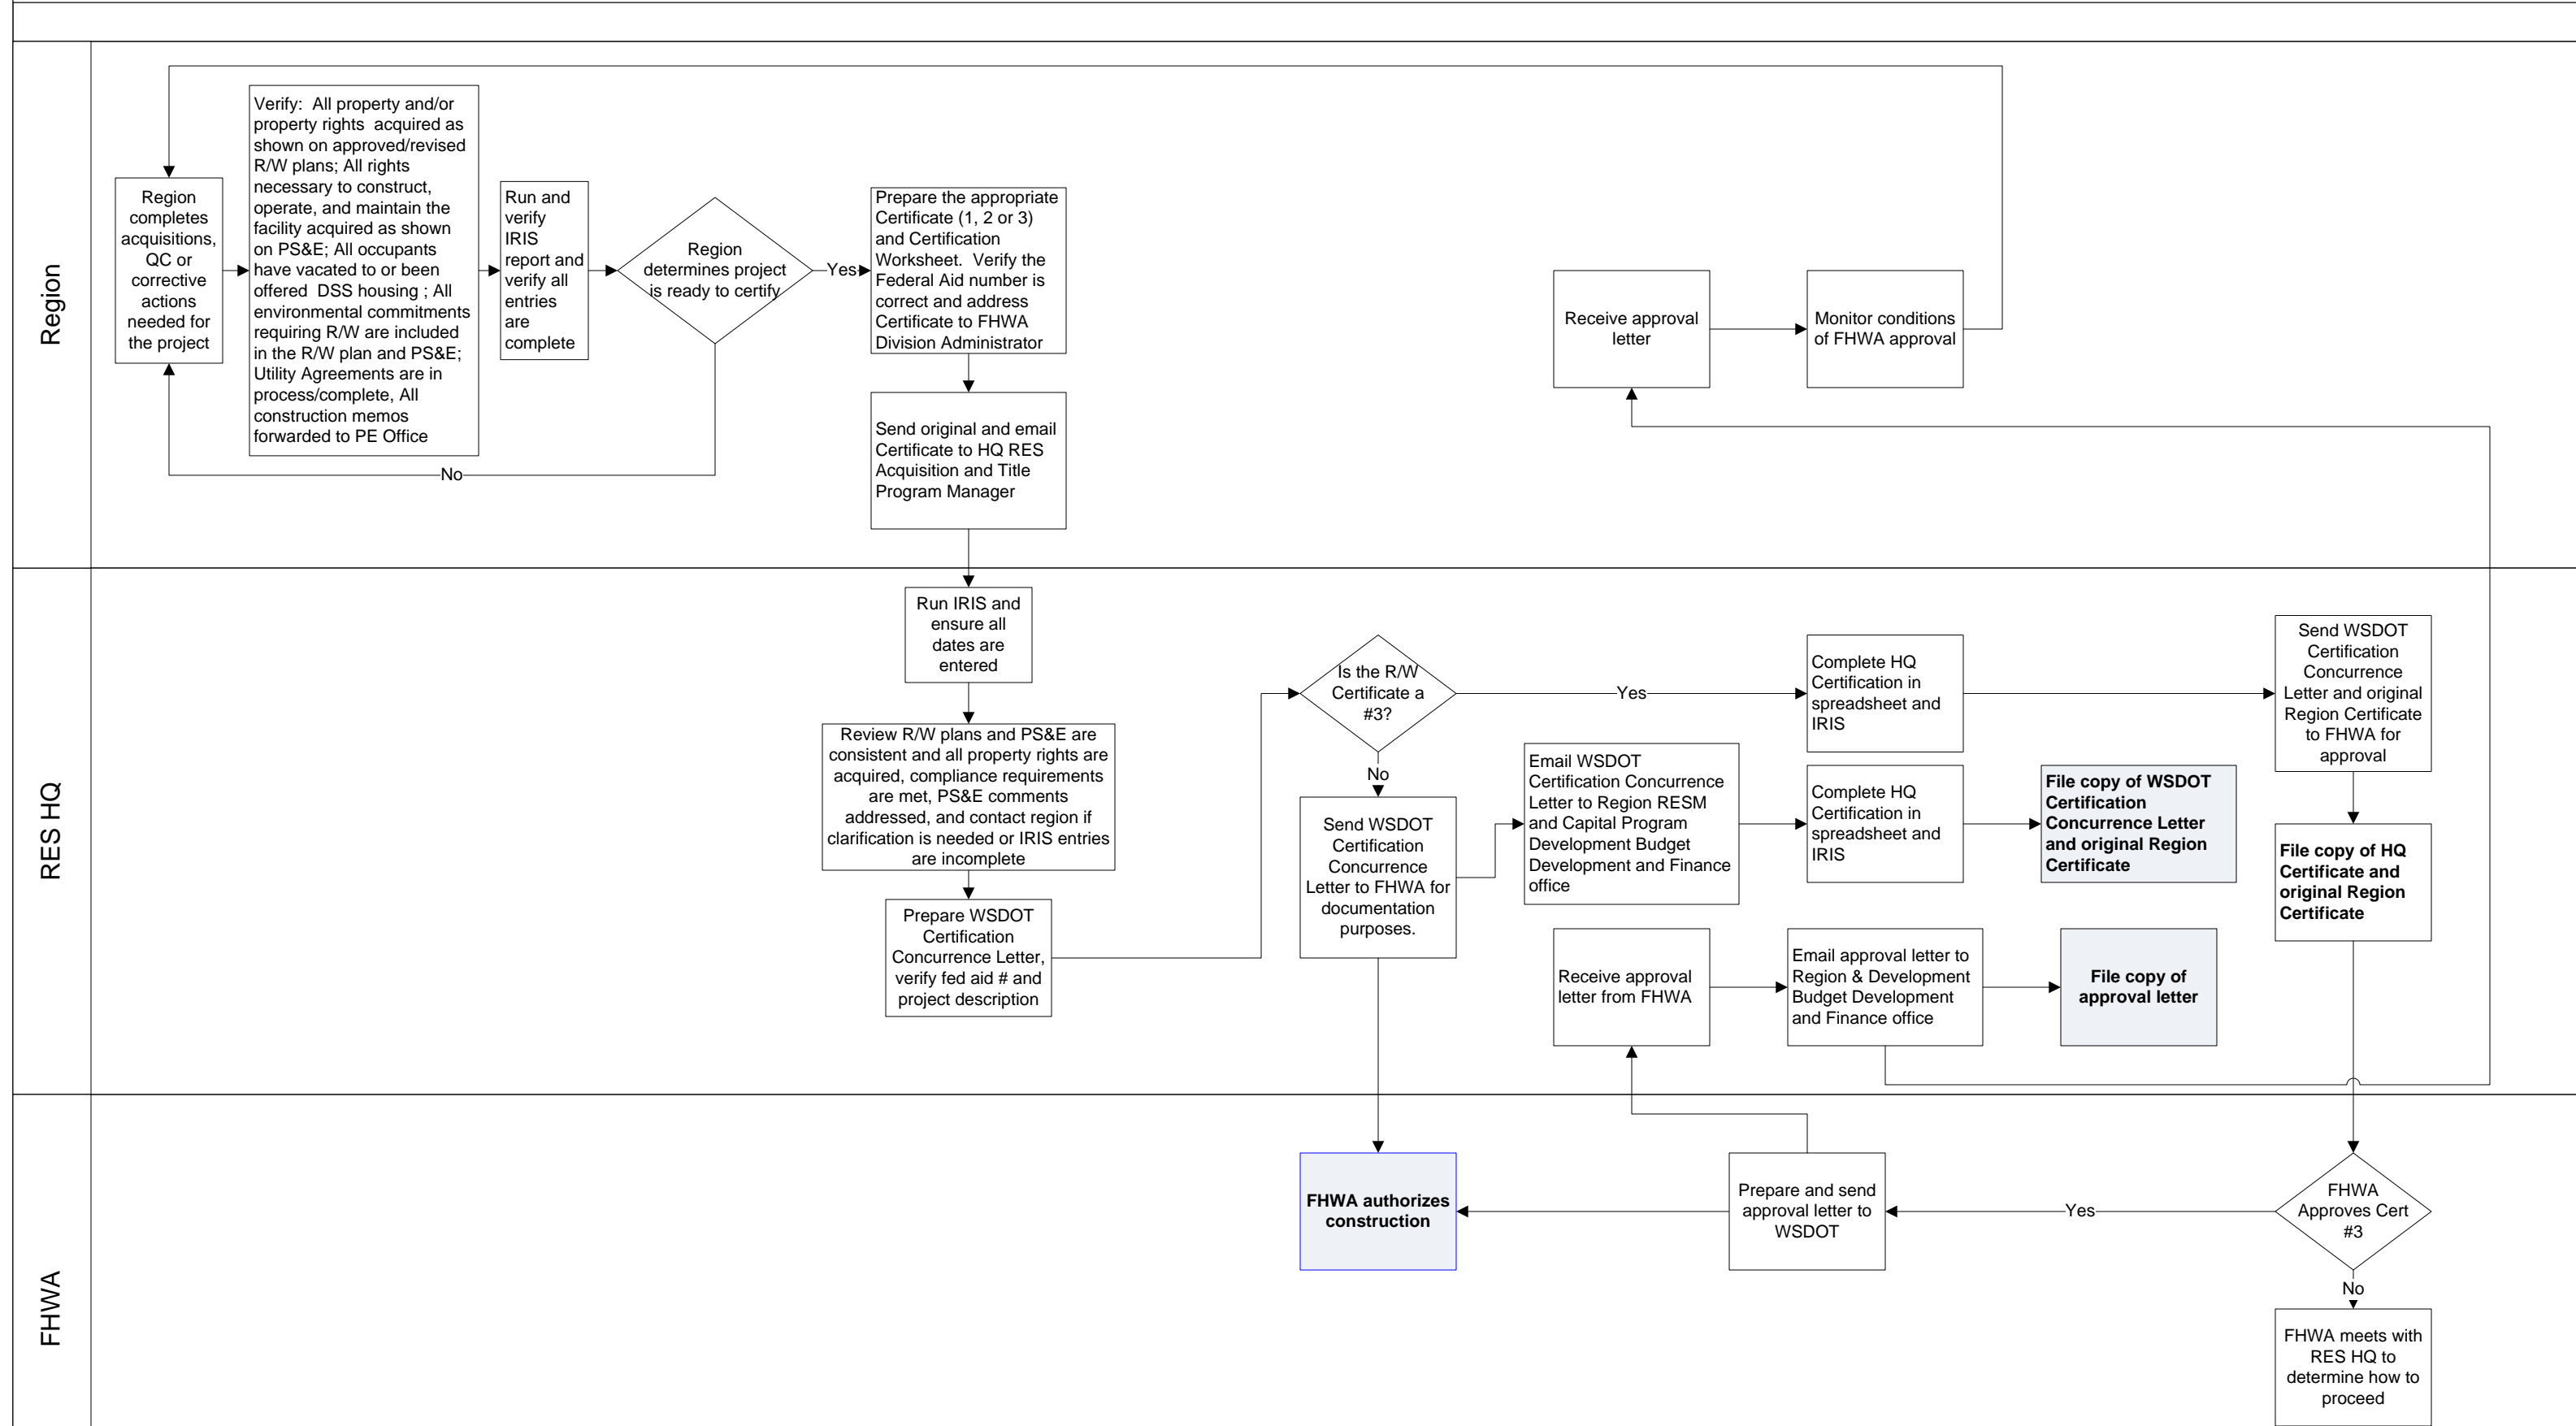 Region
Region
completes
acquisitions,
QC or
corrective
actions
needed for
the project
Verify:  All property and/or
property rights  acquired as
shown on approved/revised
R/W plans; All rights
necessary to construct,
operate, and maintain the
facility acquired as shown
on PS&E; All occupants
have vacated to or been
offered  DSS housing ; All
environmental commitments
requiring R/W are included
in the R/W plan and PS&E;
Utility Agreements are in
process/complete, All
construction memos
forwarded to PE Office
Run and
verify
IRIS
report and
verify all
entries
are
complete
Region
determines project
is ready to certify
Yes
No
Prepare the appropriate
Certificate (1, 2 or 3)
and Certification
Worksheet.  Verify the
Federal Aid number is
correct and address
Certificate to FHWA
Division Administrator
Send original and email
Certificate to HQ RES
Acquisition and Title
Program Manager
Receive approval
letter
Monitor conditions
of FHWA approval
RES HQ
Run IRIS and
ensure all
dates are
entered
Review R/W plans and PS&E are
consistent and all property rights are
acquired, compliance requirements
are met, PS&E comments
addressed, and contact region if
clarification is needed or IRIS entries
are incomplete
Prepare WSDOT
Certification
Concurrence Letter,
verify fed aid # and
project description
Is the R/W
Certificate a
#3?
Yes
No
Complete HQ
Certification in
spreadsheet and
IRIS
Send WSDOT
Certification
Concurrence
Letter and original
Region Certificate
to FHWA for
approval
Send WSDOT
Certification
Concurrence
Letter to FHWA for
documentation
purposes.
Email WSDOT
Certification Concurrence
Letter to Region RESM
and Capital Program
Development Budget
Development and Finance
office
Complete HQ
Certification in
spreadsheet and
IRIS
File copy of WSDOT
Certification
Concurrence Letter
and original Region
Certificate
File copy of HQ
Certificate and
original Region
Certificate
Receive approval
letter from FHWA
Email approval letter to
Region & Development
Budget Development
and Finance office
File copy of
approval letter
FHWA
FHWA authorizes
construction
Prepare and send
approval letter to
WSDOT
Yes
FHWA
Approves Cert
#3
No
FHWA meets with
RES HQ to
determine how to
proceed